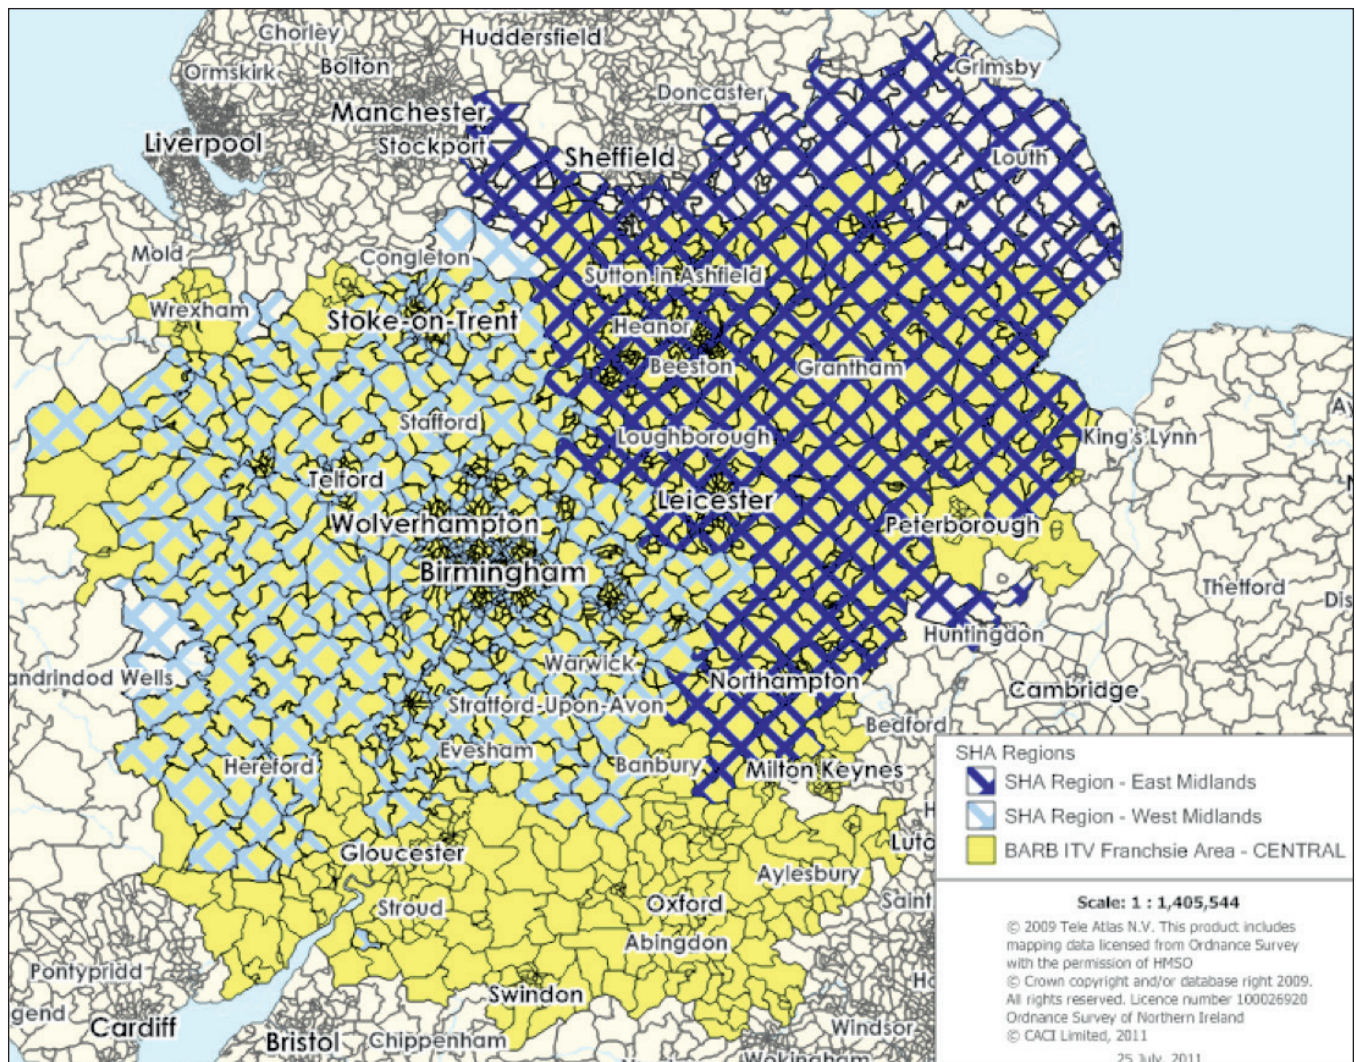 Chorley
Huddersfield
Ormskirk
Bolton
Grimsby
Doncaster
Manchester
Liverpool
Stockport
Sheffield
Louth
Mold
Congleton
Sutton in Ashfield
Wrexham
Stoke-on-Trent
Heanor
Beeston
Grantham
Ay
Stafford
Loughborough
King's Lynn
Telford
Leicester
Wolverhampton
Peterborough
Birmingham
Thetford
Dis
Huntingdon
Warwick
andrindod Wells
Northampton
Cambridge
Stratford-Upon-Avon
Bedford
Evesham
Hereford
Banbury
Milton Keynes
SHA Regions
SHA Region - East Midlands
SHA Region - West Midlands
BARB ITV Franchsie Area - CENTRAL
Gloucester
Luto
Aylesbury
Stroud
Oxford
Saint
Abingdon
Pontypridd
Swindon
gend
Cardiff
Bristol
Chippenham
Windsor
Wokingham
Scale: 1 : 1,405,544
© 2009 Tele Atlas N.V. This product includes
mapping data licensed from Ordnance Survey
with the permission of HMSO
© Crown copyright and/or database right 2009.
All rights reserved. Licence number 100026920
Ordnance Survey of Northern Ireland
© CACI Limited, 2011
25 July, 2011